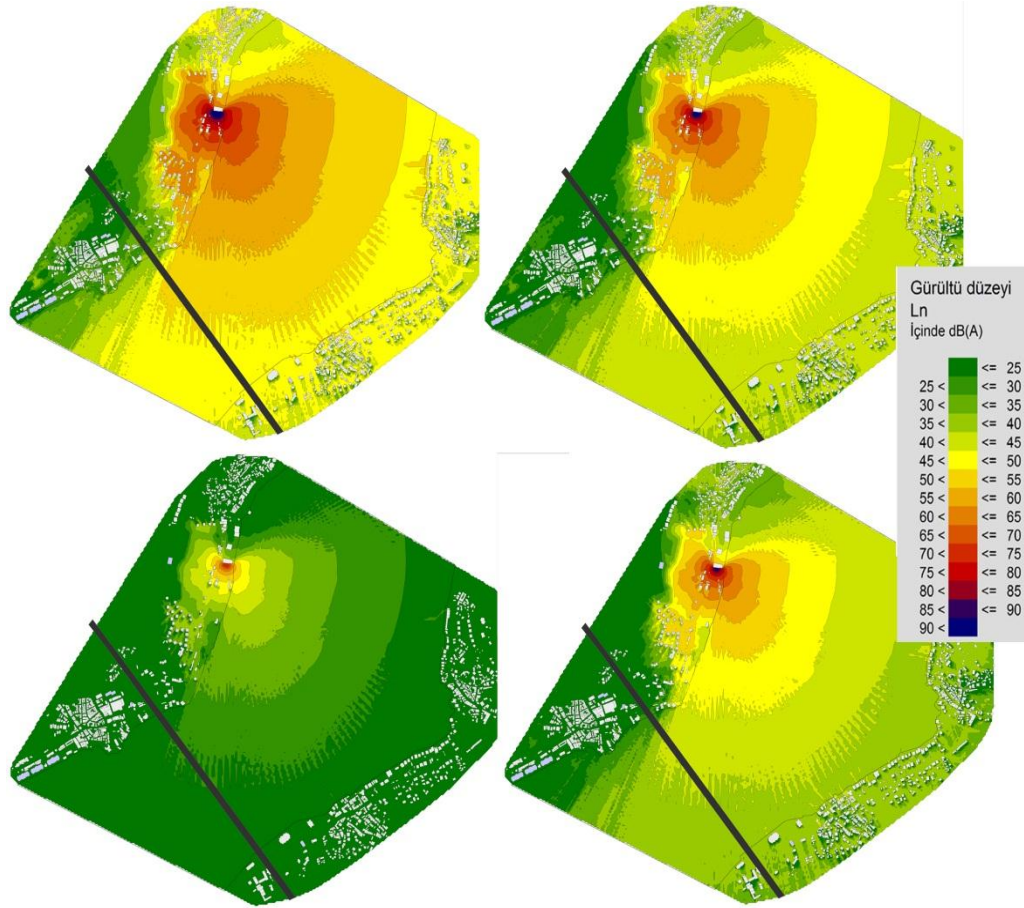 Gürültü düzeyi
Ln
İçinde dB(A)
<= 25
25 < <= 30
30 < <= 35
35 < <= 40
40 < <= 45
45 < <= 50
50 < <= 55
55 < <= 60
60 < <= 65
65 < <= 70
70 < <= 75
75 < <= 80
80 < <= 85
85 < <= 90
90 <